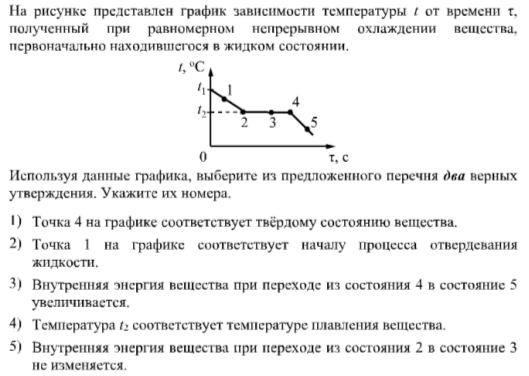 На рисунке представлен график зависимости температуры t от времени τ,
полученный при равномерном непрерывном охлаждении вещества,
первоначально находившегося в жидком состоянии.
t, °C
t₁
1
4
t₂
2 3 5
0 τ, с
Используя данные графика, выберите из предложенного перечня два верных
утверждения. Укажите их номера.
1) Точка 4 на графике соответствует твёрдому состоянию вещества.
2) Точка 1 на графике соответствует началу процесса отвердевания
жидкости.
3) Внутренняя энергия вещества при переходе из состояния 4 в состояние 5
увеличивается.
4) Температура t₂ соответствует температуре плавления вещества.
5) Внутренняя энергия вещества при переходе из состояния 2 в состояние 3
не изменяется.